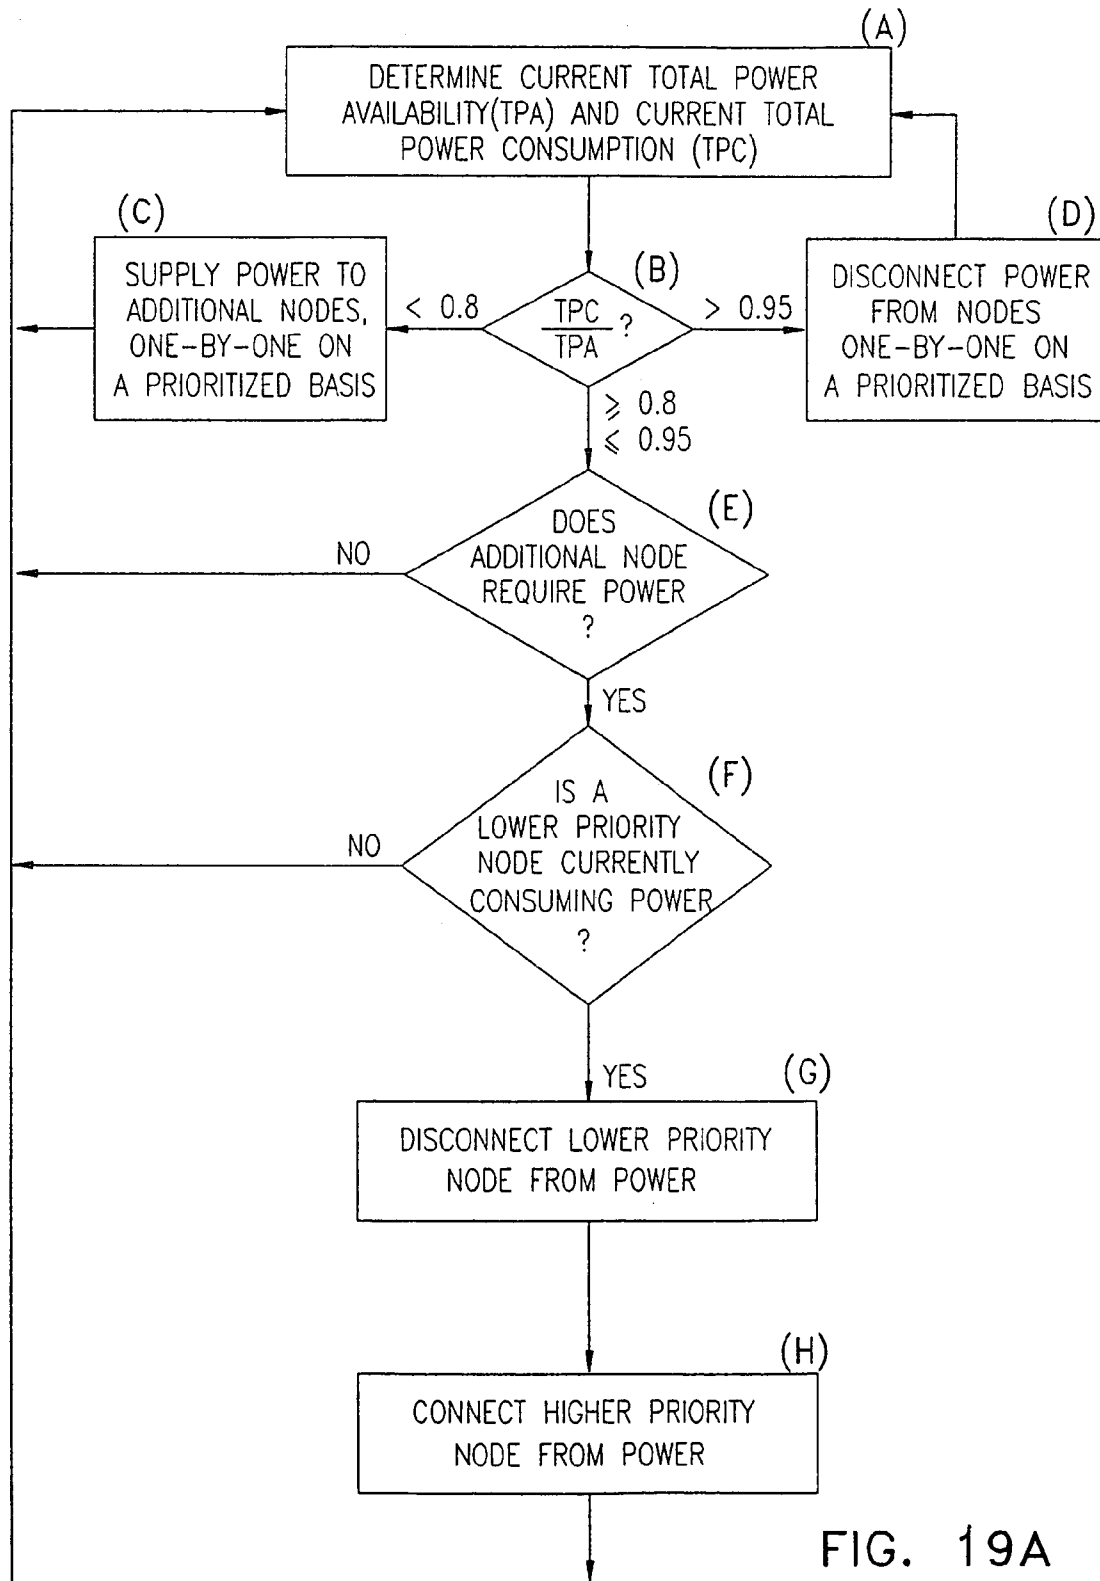 (A)
DETERMINE CURRENT TOTAL POWER
AVAILABILITY(TPA) AND CURRENT TOTAL
POWER CONSUMPTION (TPC)
(C)
SUPPLY POWER TO
ADDITIONAL NODES,
ONE-BY-ONE ON
A PRIORITIZED BASIS
< 0.8
(B)
TPC
TPA
?
> 0.95
(D)
DISCONNECT POWER
FROM NODES
ONE-BY-ONE ON
A PRIORITIZED BASIS
⩾ 0.8
⩽ 0.95
(E)
DOES
ADDITIONAL NODE
REQUIRE POWER
?
NO
YES
(F)
IS A
LOWER PRIORITY
NODE CURRENTLY
CONSUMING POWER
?
NO
YES
(G)
DISCONNECT LOWER PRIORITY
NODE FROM POWER
(H)
CONNECT HIGHER PRIORITY
NODE FROM POWER
FIG. 19A